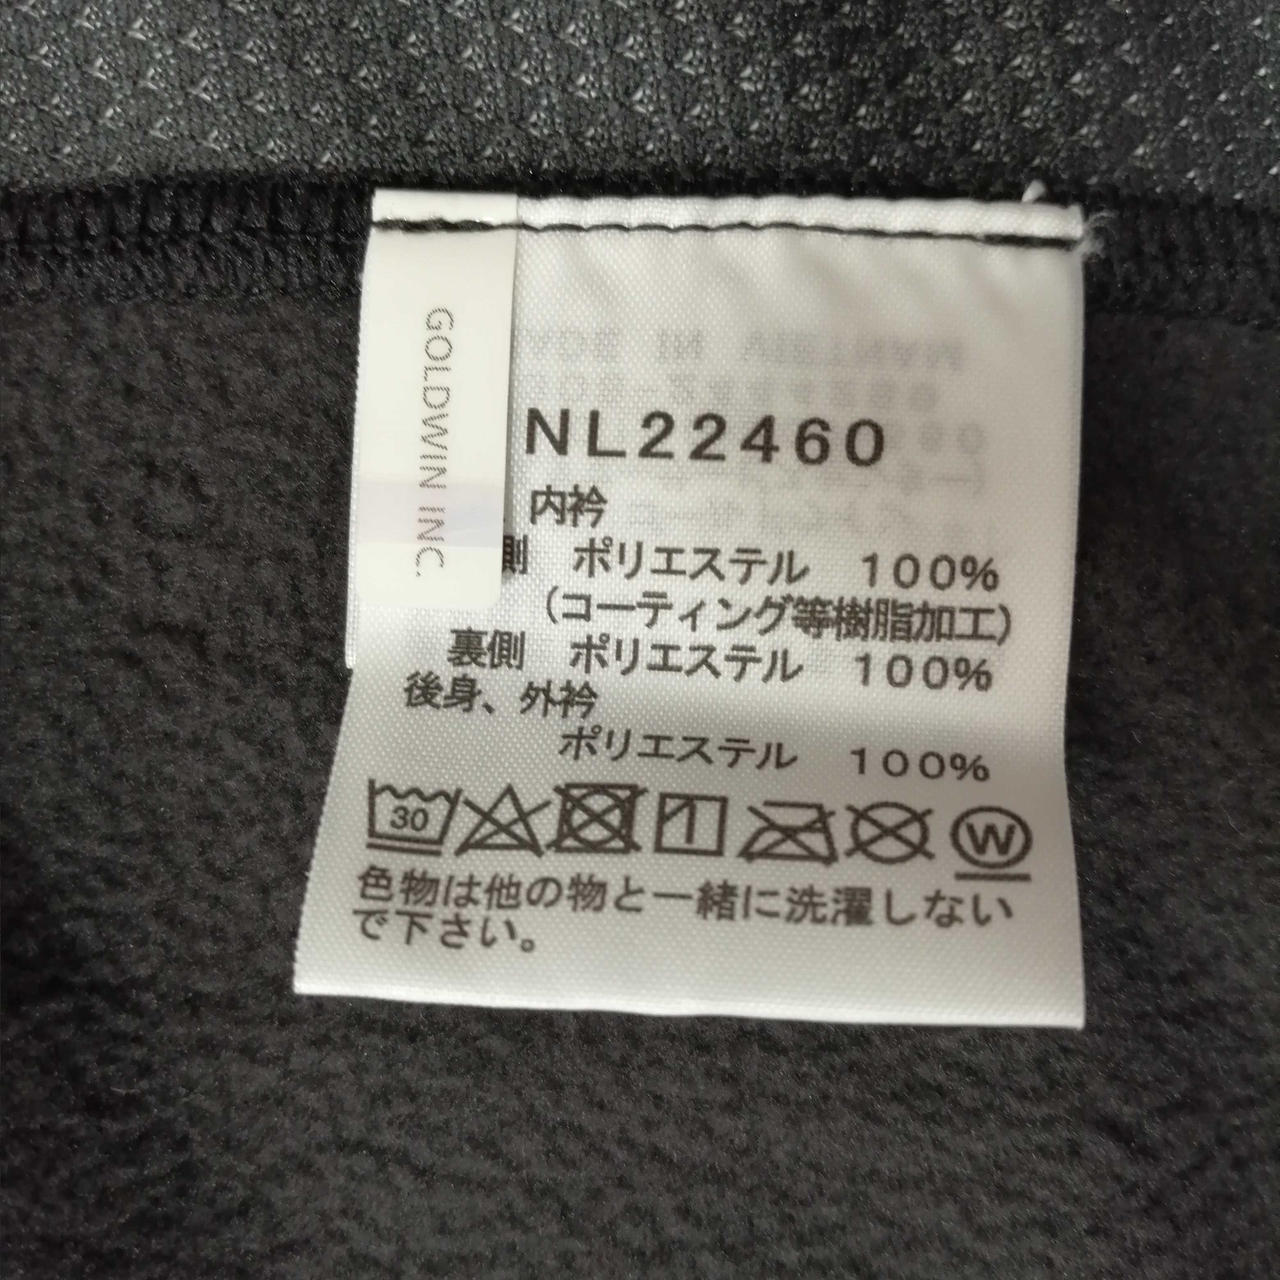 GOLDWIN INC.
NL22460
内衿
側 ポリエステル 100%
（コーティング等樹脂加工）
裏側 ポリエステル 100%
後身、外衿
ポリエステル 100%
30
W
色物は他の物と一緒に洗濯しない
で下さい。